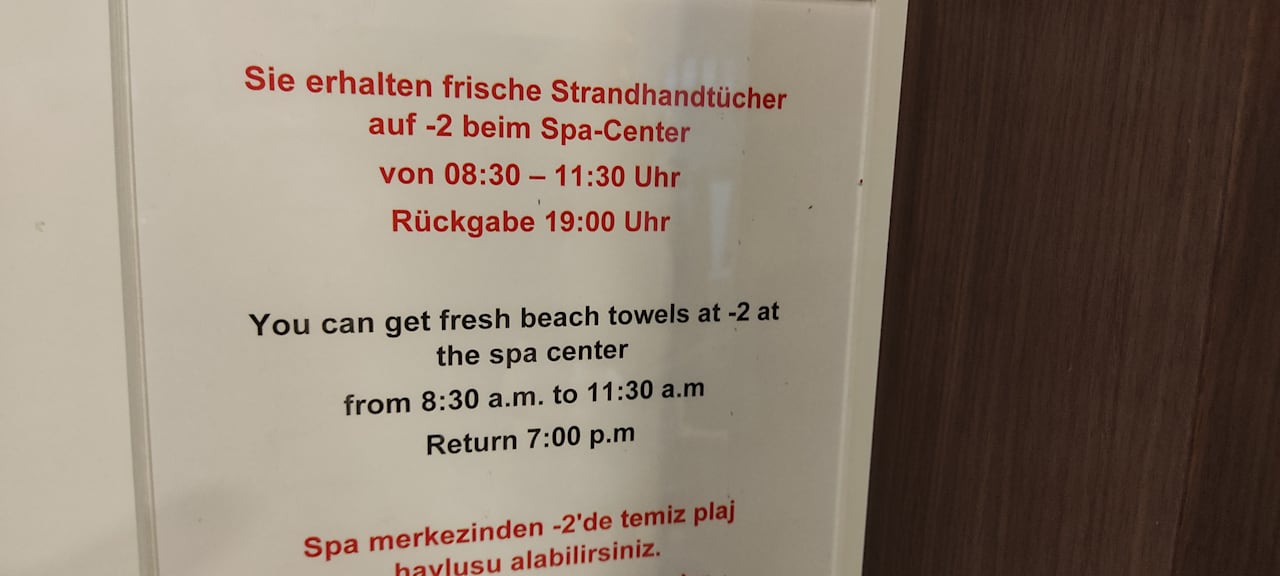 Sie erhalten frische Strandhandtücher
auf -2 beim Spa-Center
von 08:30 – 11:30 Uhr
Rückgabe 19:00 Uhr
You can get fresh beach towels at -2 at
the spa center
from 8:30 a.m. to 11:30 a.m
Return 7:00 p.m
Spa merkezinden -2'de temiz plaj
havlusu alabilirsiniz.